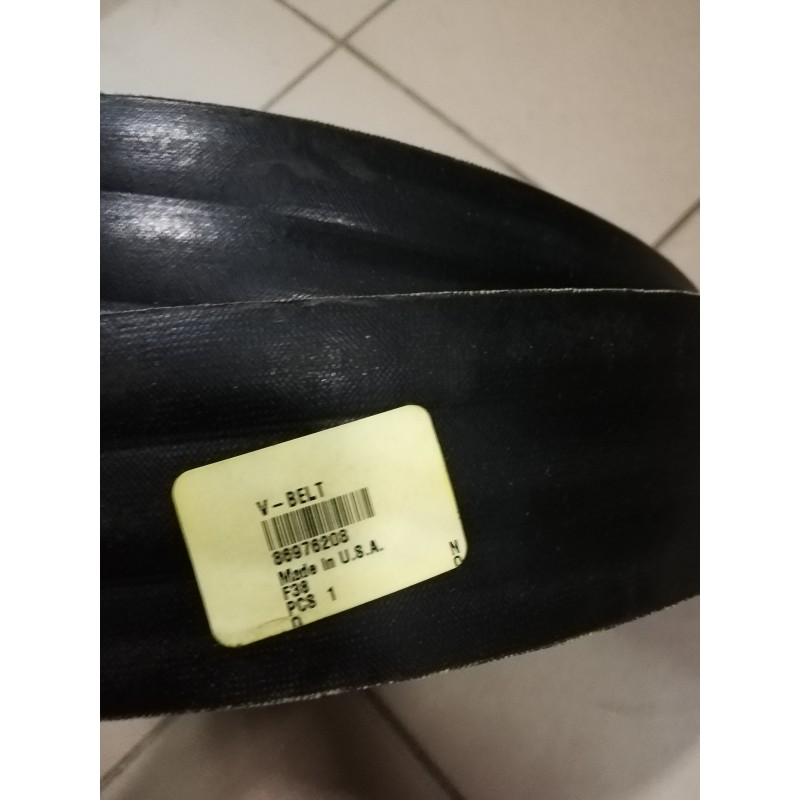 V-BELT
86976208
Made In U.S.A.
F38
PCS 1
N